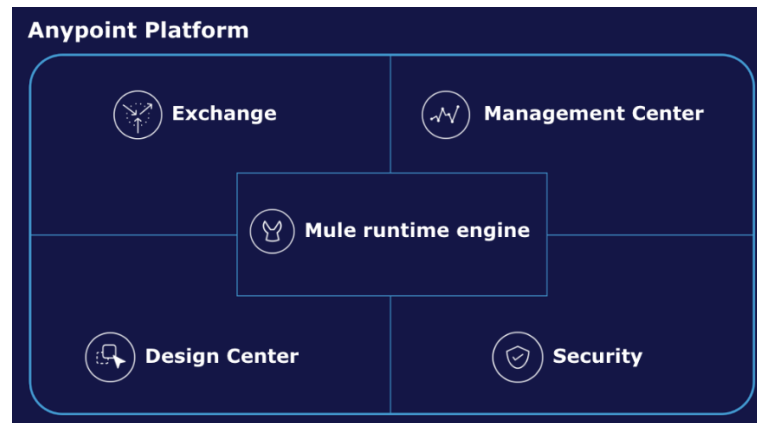 Anypoint Platform
Exchange
Management Center
Mule runtime engine
Design Center
Security